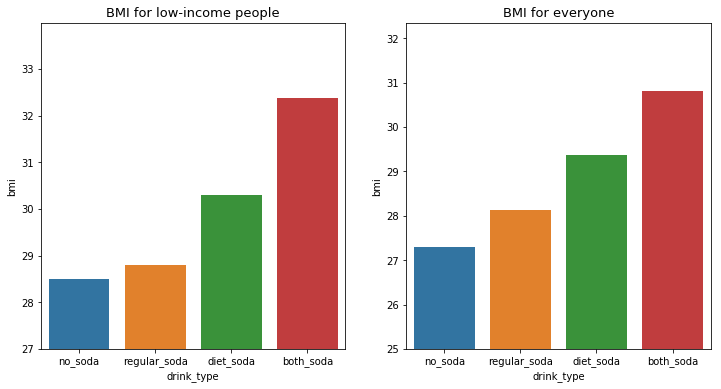 BMI for low-income people
33
32
31
30
29
28
27
bmi
no_soda
regular_soda
diet_soda
both_soda
drink_type
BMI for everyone
32
31
30
29
28
27
26
25
bmi
no_soda
regular_soda
diet_soda
both_soda
drink_type